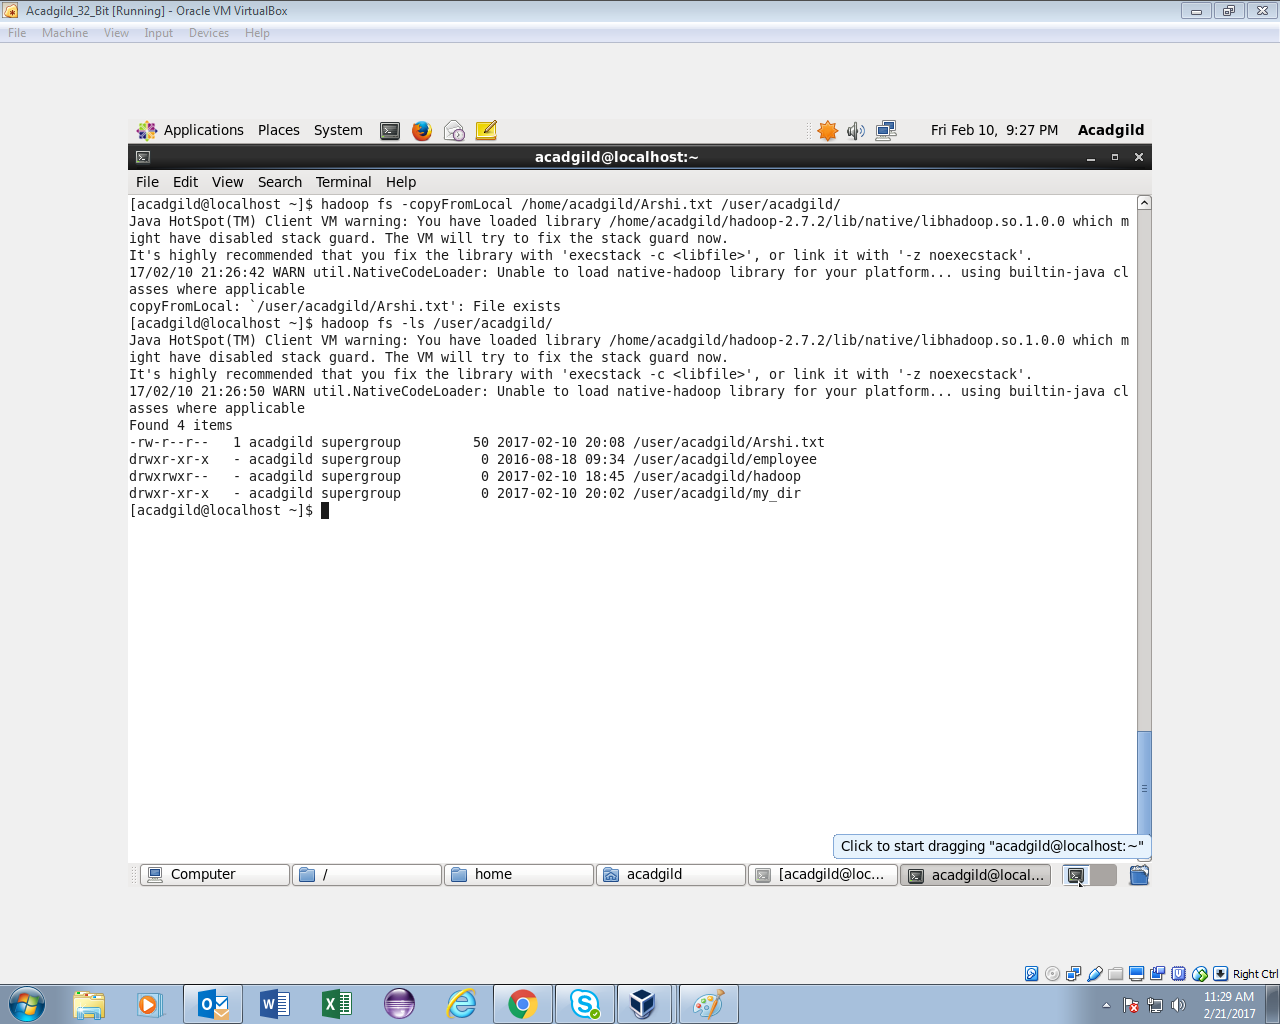 Acadgild_32_Bit [Running] - Oracle VM VirtualBox
File Machine View Input Devices Help
Applications Places System Fri Feb 10, 9:27 PM Acadgild
acadgild@localhost:~
File Edit View Search Terminal Help
[acadgild@localhost ~]$ hadoop fs -copyFromLocal /home/acadgild/Arshi.txt /user/acadgild/
Java HotSpot(TM) Client VM warning: You have loaded library /home/acadgild/hadoop-2.7.2/lib/native/libhadoop.so.1.0.0 which m
ight have disabled stack guard. The VM will try to fix the stack guard now.
It's highly recommended that you fix the library with 'execstack -c <libfile>', or link it with '-z noexecstack'.
17/02/10 21:26:42 WARN util.NativeCodeLoader: Unable to load native-hadoop library for your platform... using builtin-java cl
asses where applicable
copyFromLocal: `/user/acadgild/Arshi.txt': File exists
[acadgild@localhost ~]$ hadoop fs -ls /user/acadgild/
Java HotSpot(TM) Client VM warning: You have loaded library /home/acadgild/hadoop-2.7.2/lib/native/libhadoop.so.1.0.0 which m
ight have disabled stack guard. The VM will try to fix the stack guard now.
It's highly recommended that you fix the library with 'execstack -c <libfile>', or link it with '-z noexecstack'.
17/02/10 21:26:50 WARN util.NativeCodeLoader: Unable to load native-hadoop library for your platform... using builtin-java cl
asses where applicable
Found 4 items
-rw-r--r--   1 acadgild supergroup         50 2017-02-10 20:08 /user/acadgild/Arshi.txt
drwxr-xr-x   - acadgild supergroup          0 2016-08-18 09:34 /user/acadgild/employee
drwxrwxr--   - acadgild supergroup          0 2017-02-10 18:45 /user/acadgild/hadoop
drwxr-xr-x   - acadgild supergroup          0 2017-02-10 20:02 /user/acadgild/my_dir
[acadgild@localhost ~]$
Click to start dragging "acadgild@localhost:~"
Computer / home acadgild [acadgild@loc... acadgild@local...
Right Ctrl
11:29 AM
2/21/2017